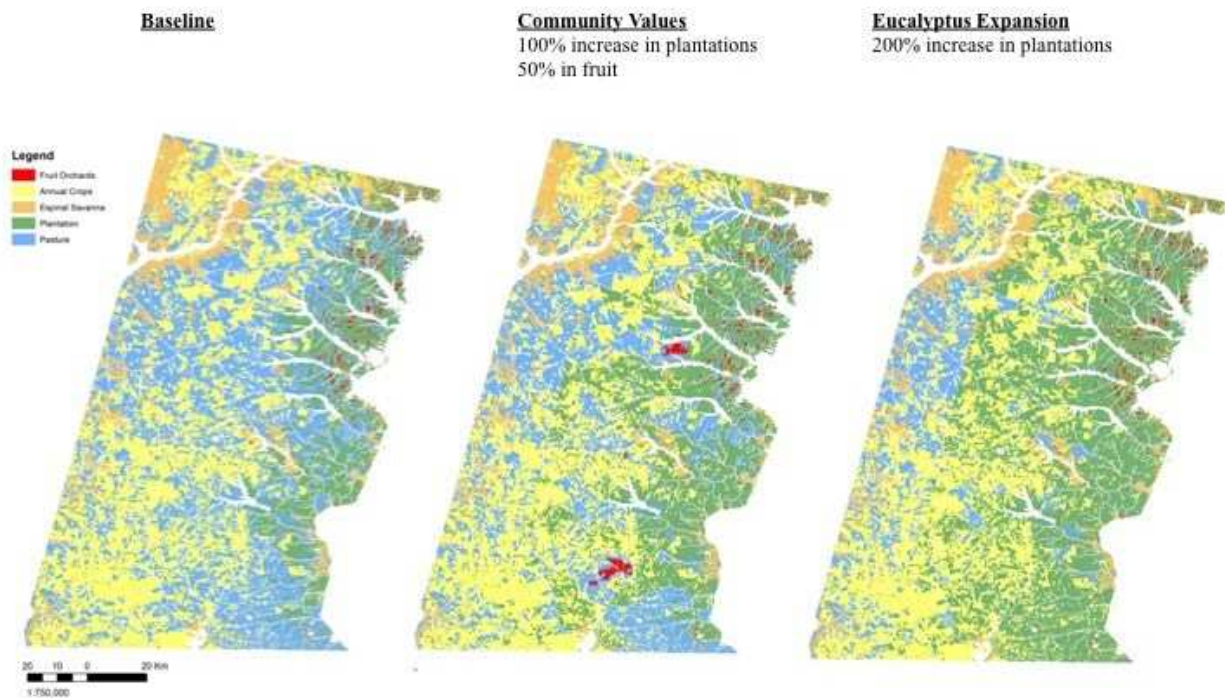 Baseline
Community Values
100% increase in plantations
50% in fruit
Eucalyptus Expansion
200% increase in plantations
Legend
Fruit Orchards
Annual Crops
Espinal Savanna
Plantation
Pasture
20 10 0 20 Km
1:750,000